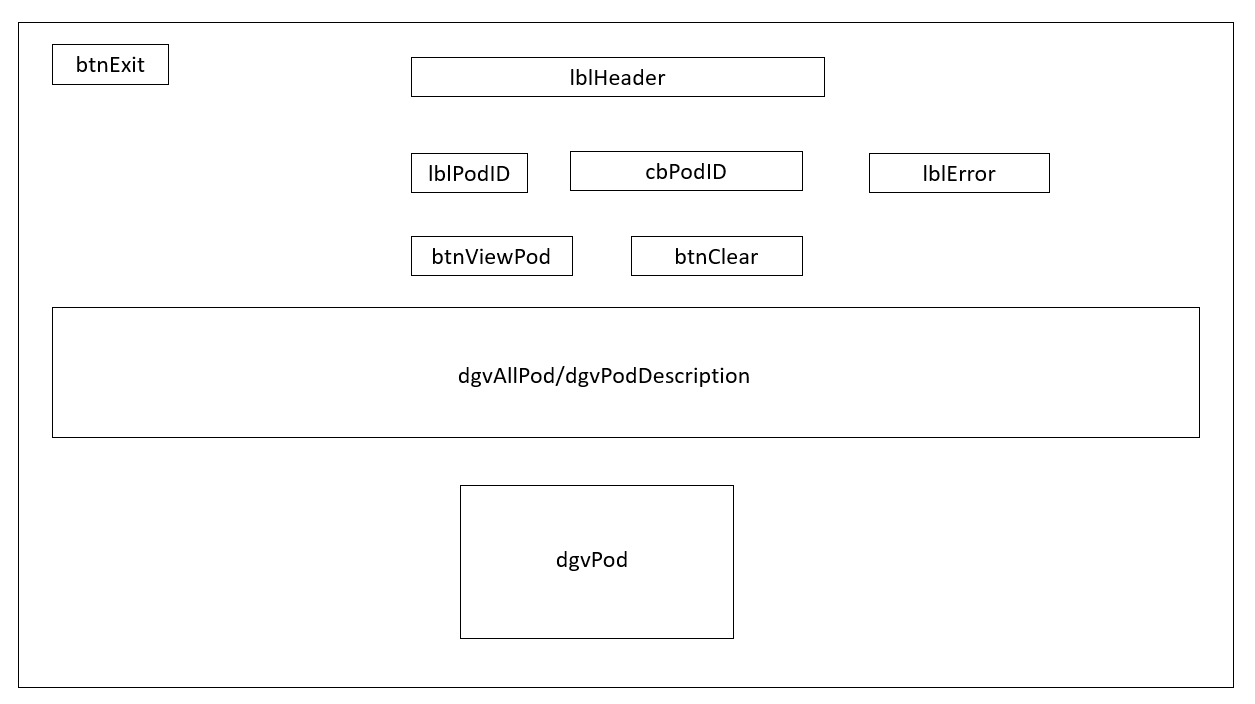 btnExit
lblHeader
lblPodID
cbPodID
lblError
btnViewPod
btnClear
dgvAllPod/dgvPodDescription
dgvPod